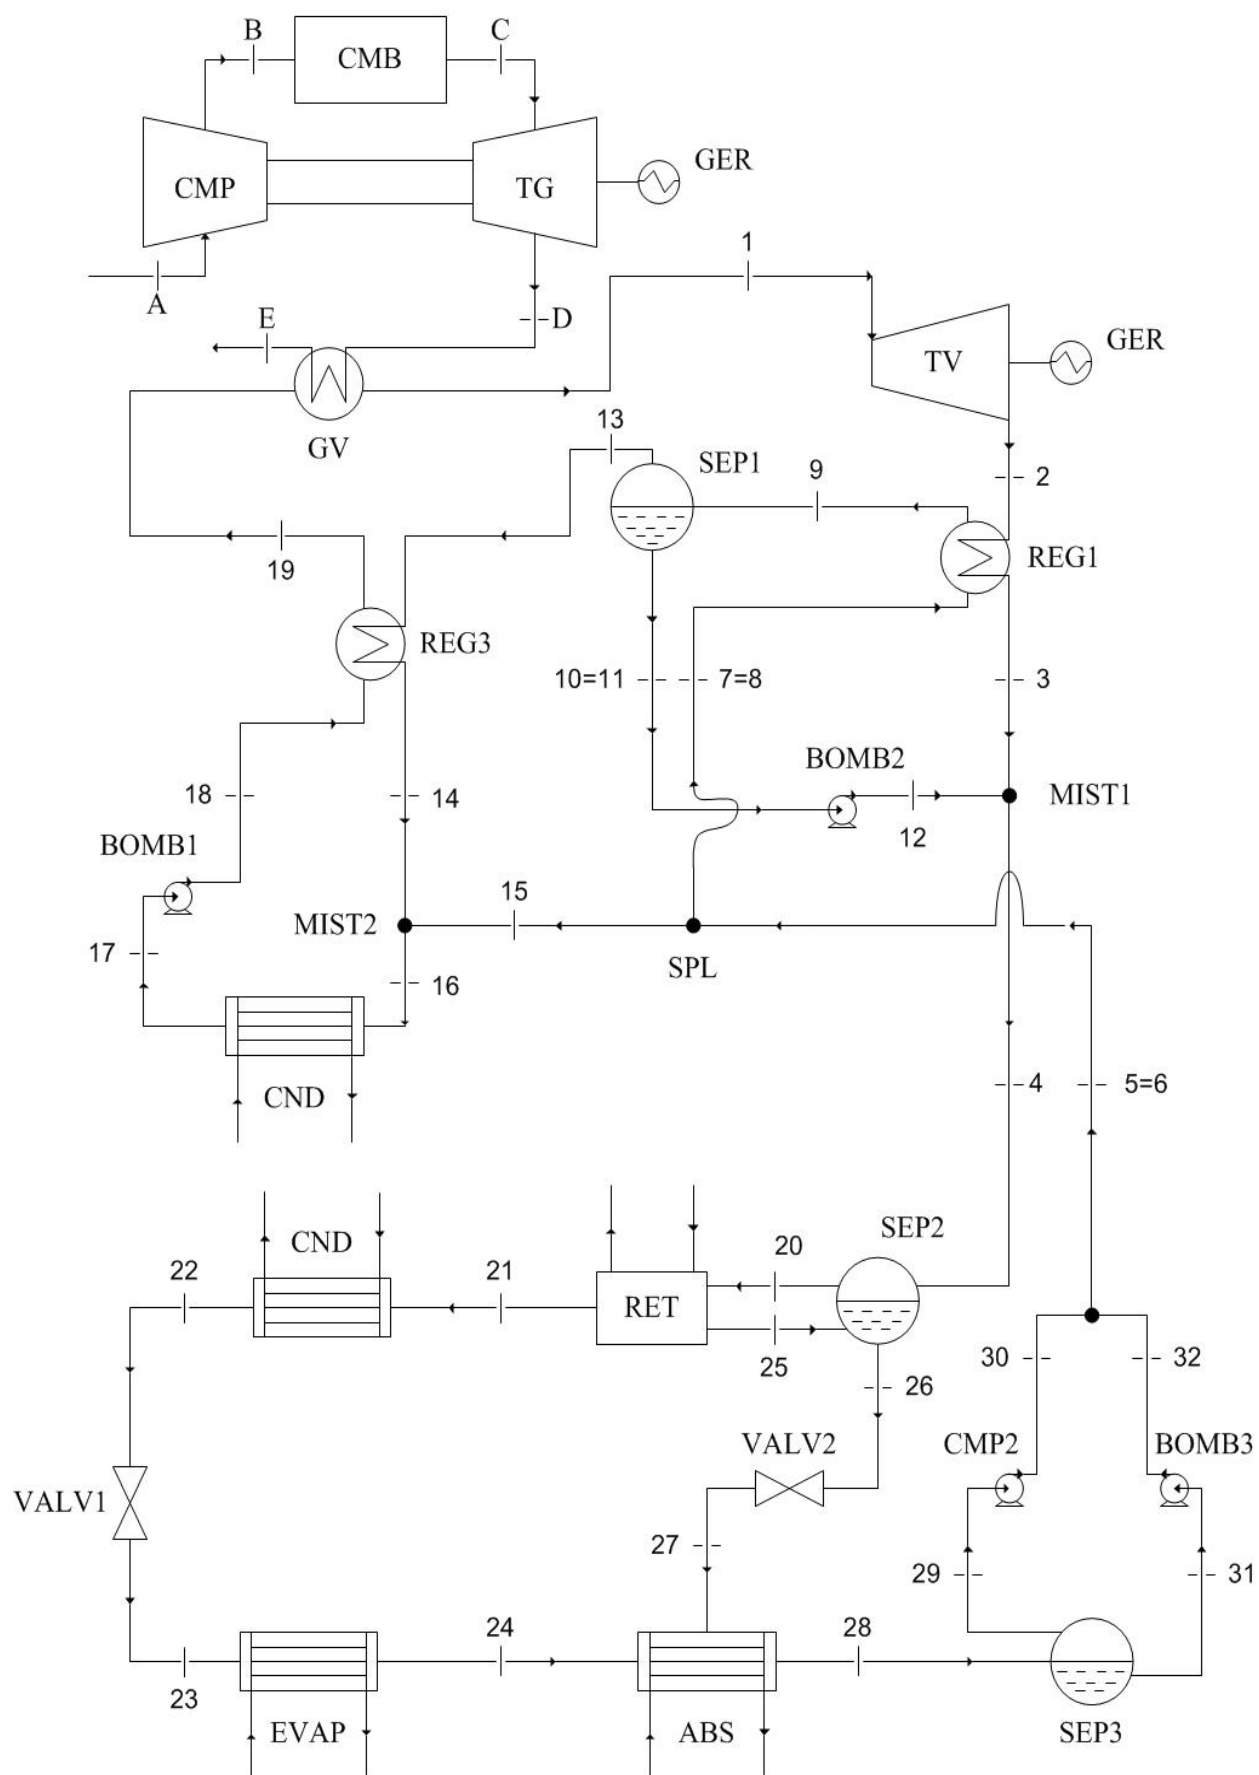 B
C
CMB
CMP
TG
GER
A
1
E
D
TV
GER
GV
13
SEP1
9
2
REG1
19
REG3
10=11
7=8
3
18
14
BOMB2
MIST1
12
BOMB1
15
MIST2
17
16
SPL
CND
4
5=6
CND
SEP2
20
22
21
RET
25
26
30
32
VALV2
CMP2
BOMB3
VALV1
27
29
31
24
28
23
EVAP
ABS
SEP3